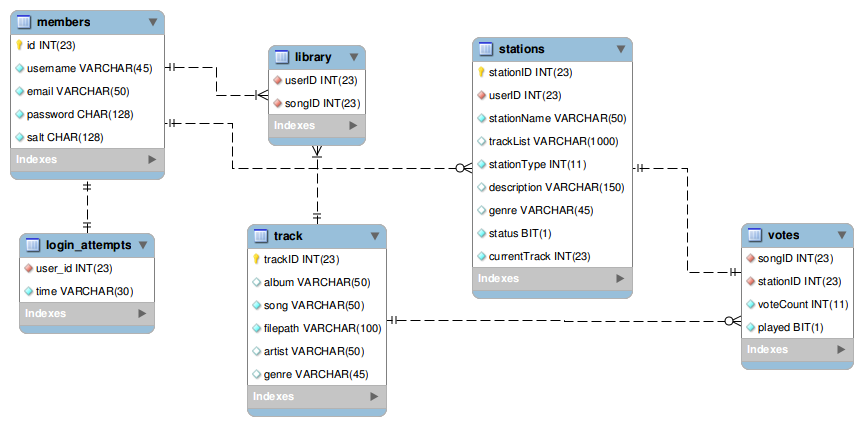 members
id INT(23)
username VARCHAR(45)
email VARCHAR(50)
password CHAR(128)
salt CHAR(128)
Indexes
library
userID INT(23)
songID INT(23)
Indexes
stations
stationID INT(23)
userID INT(23)
stationName VARCHAR(50)
trackList VARCHAR(1000)
stationType INT(11)
description VARCHAR(150)
genre VARCHAR(45)
status BIT(1)
currentTrack INT(23)
Indexes
login_attempts
user_id INT(23)
time VARCHAR(30)
Indexes
track
trackID INT(23)
album VARCHAR(50)
song VARCHAR(50)
filepath VARCHAR(100)
artist VARCHAR(50)
genre VARCHAR(45)
Indexes
votes
songID INT(23)
stationID INT(23)
voteCount INT(11)
played BIT(1)
Indexes